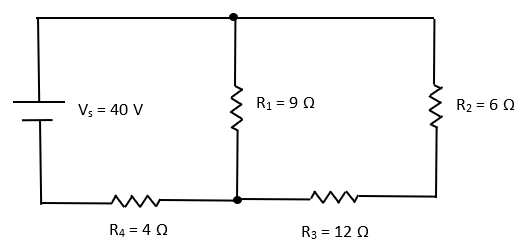 Vₛ = 40 V
R₁ = 9 Ω
R₂ = 6 Ω
R₄ = 4 Ω
R₃ = 12 Ω